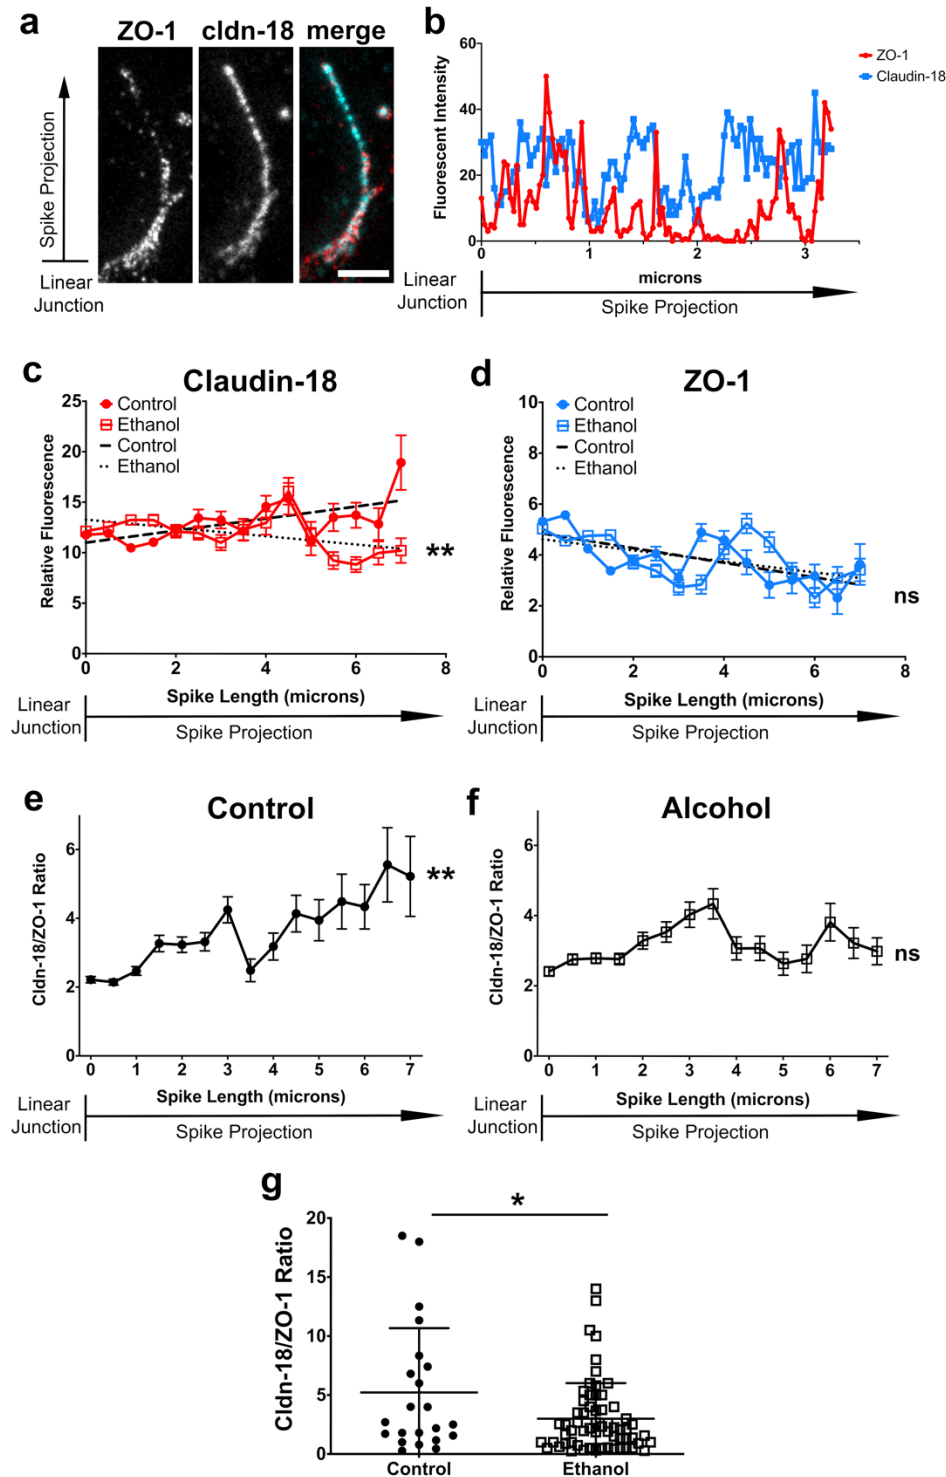 a
ZO-1 cldn-18 merge
Spike Projection
Linear
Junction
b
60
40
20
0
Fluorescent Intensity
ZO-1
Claudin-18
1 2 3
microns
Linear
Junction
Spike Projection
c
Claudin-18
25
20
15
10
5
0
Relative Fluorescence
Control
Ethanol
Control
Ethanol
**
0 2 4 6 8
Spike Length (microns)
Linear
Junction
Spike Projection
d
ZO-1
10
8
6
4
2
0
Relative Fluorescence
Control
Ethanol
Control
Ethanol
ns
0 2 4 6 8
Spike Length (microns)
Linear
Junction
Spike Projection
e
Control
6
4
2
0
Cldn-18/ZO-1 Ratio
**
0 1 2 3 4 5 6 7
Spike Length (microns)
Linear
Junction
Spike Projection
f
Alcohol
6
4
2
0
Cldn-18/ZO-1 Ratio
ns
0 1 2 3 4 5 6 7
Spike Length (microns)
Linear
Junction
Spike Projection
g
*
20
15
10
5
0
Cldn-18/ZO-1 Ratio
Control Ethanol